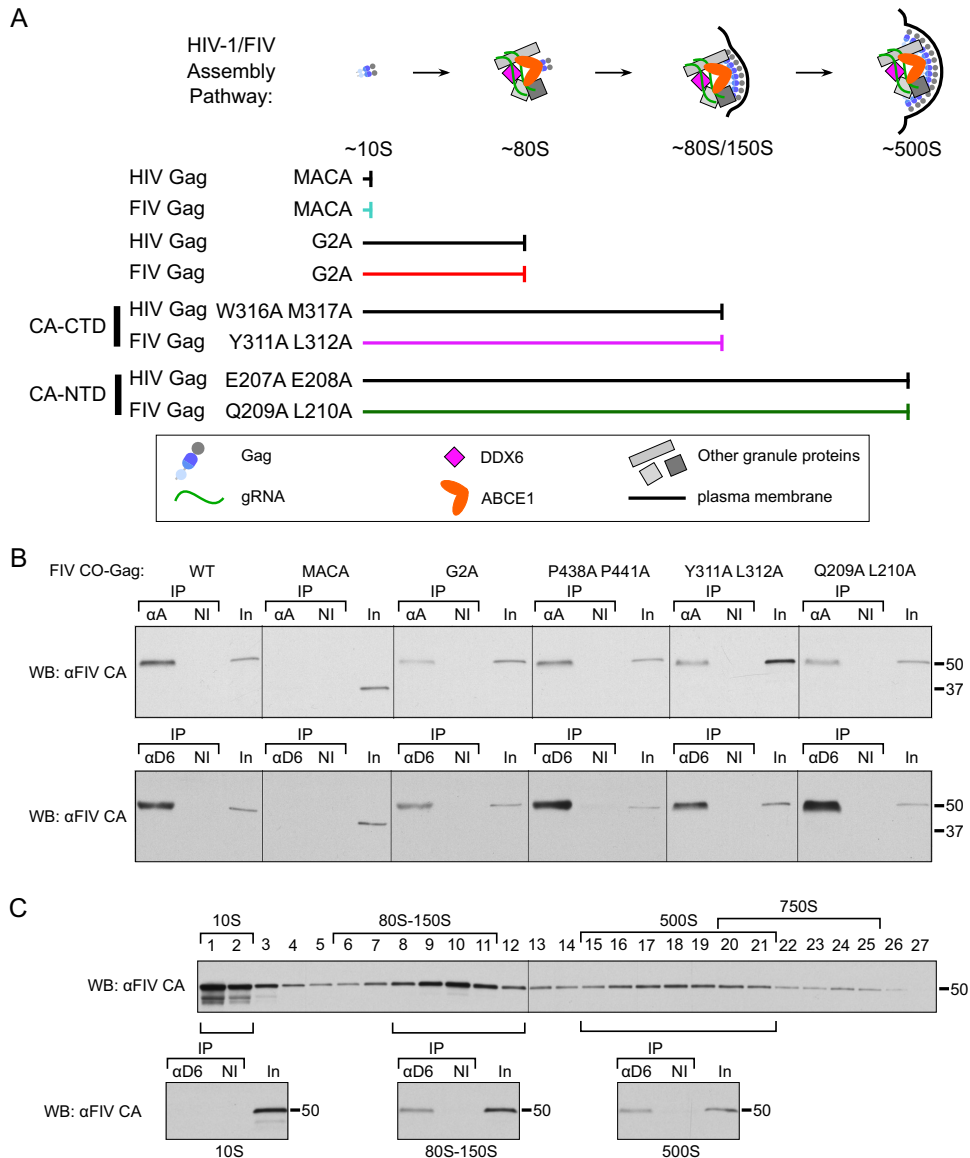 A
HIV-1/FIV
Assembly
Pathway:
~10S ~80S ~80S/150S ~500S
HIV Gag MACA
FIV Gag MACA
HIV Gag G2A
FIV Gag G2A
CA-CTD
HIV Gag W316A M317A
FIV Gag Y311A L312A
CA-NTD
HIV Gag E207A E208A
FIV Gag Q209A L210A
Gag DDX6 Other granule proteins
gRNA ABCE1 plasma membrane
B
FIV CO-Gag: WT MACA G2A P438A P441A Y311A L312A Q209A L210A
IP IP IP IP IP IP
αA NI In αA NI In αA NI In αA NI In αA NI In αA NI In
WB: αFIV CA
50
37
IP IP IP IP IP IP
αD6 NI In αD6 NI In αD6 NI In αD6 NI In αD6 NI In αD6 NI In
WB: αFIV CA
50
37
C
750S
10S 80S-150S 500S
1 2 3 4 5 6 7 8 9 10 11 12 13 14 15 16 17 18 19 20 21 22 23 24 25 26 27
WB: αFIV CA
50
IP IP IP
αD6 NI In αD6 NI In αD6 NI In
WB: αFIV CA
50 50 50
10S 80S-150S 500S